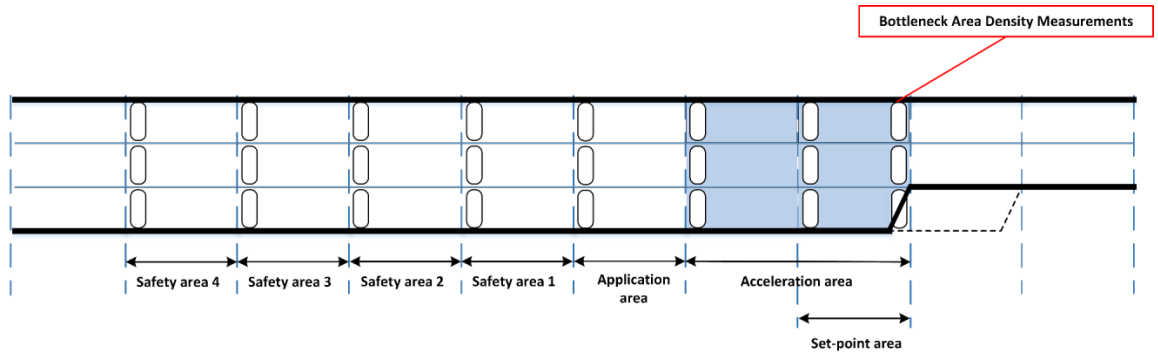 Bottleneck Area Density Measurements
Safety area 4
Safety area 3
Safety area 2
Safety area 1
Application
area
Acceleration area
Set-point area